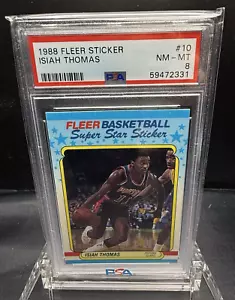 1988 FLEER STICKER #10
ISIAH THOMAS NM-MT
PSA 8
59472331
FLEER BASKETBALL
Super Star Sticker
ISIAH THOMAS
PSA